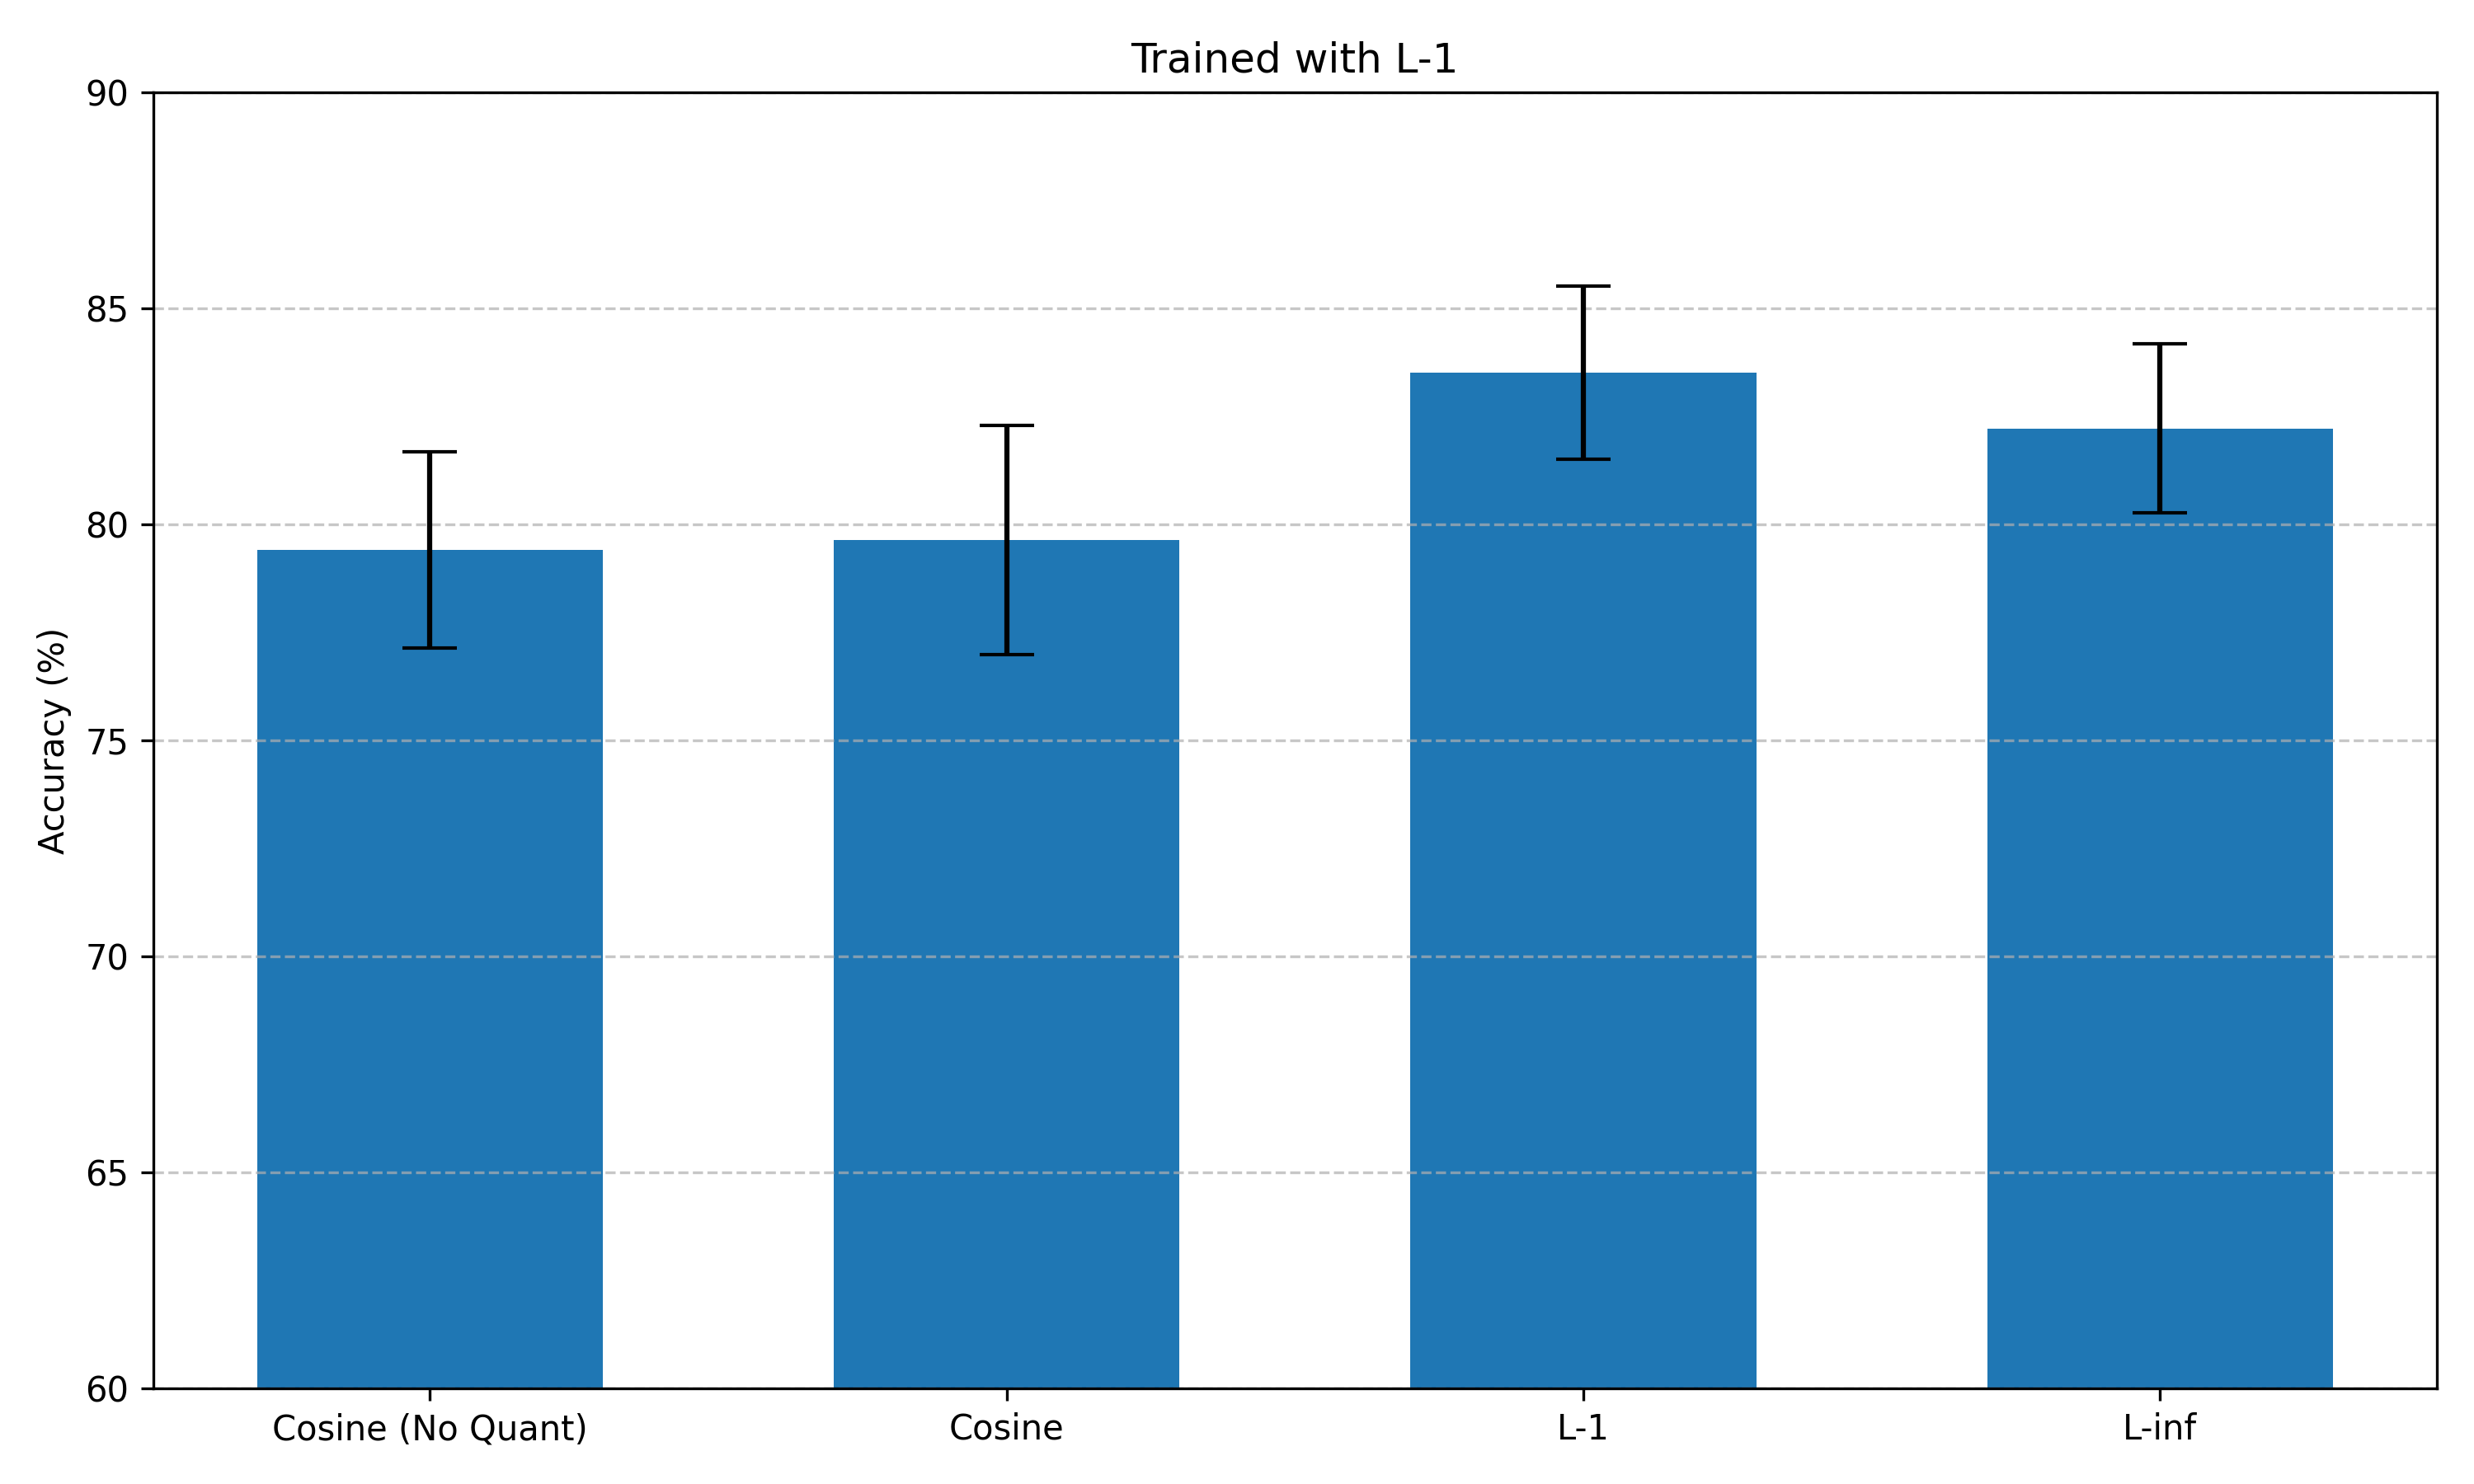 Trained with L-1
90
85
80
75
70
65
60
Accuracy (%)
Cosine (No Quant)
Cosine
L-1
L-inf